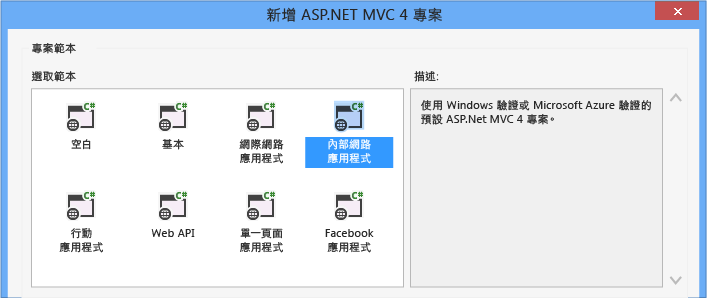 新增 ASP.NET MVC 4 專案
專案範本
選取範本
描述:
C# C# C# C#
空白 基本 網際網路 內部網路
應用程式 應用程式
C# C# C# C#
行動 Web API 單一頁面 Facebook
應用程式 應用程式 應用程式
使用 Windows 驗證或 Microsoft Azure 驗證的
預設 ASP.Net MVC 4 專案。